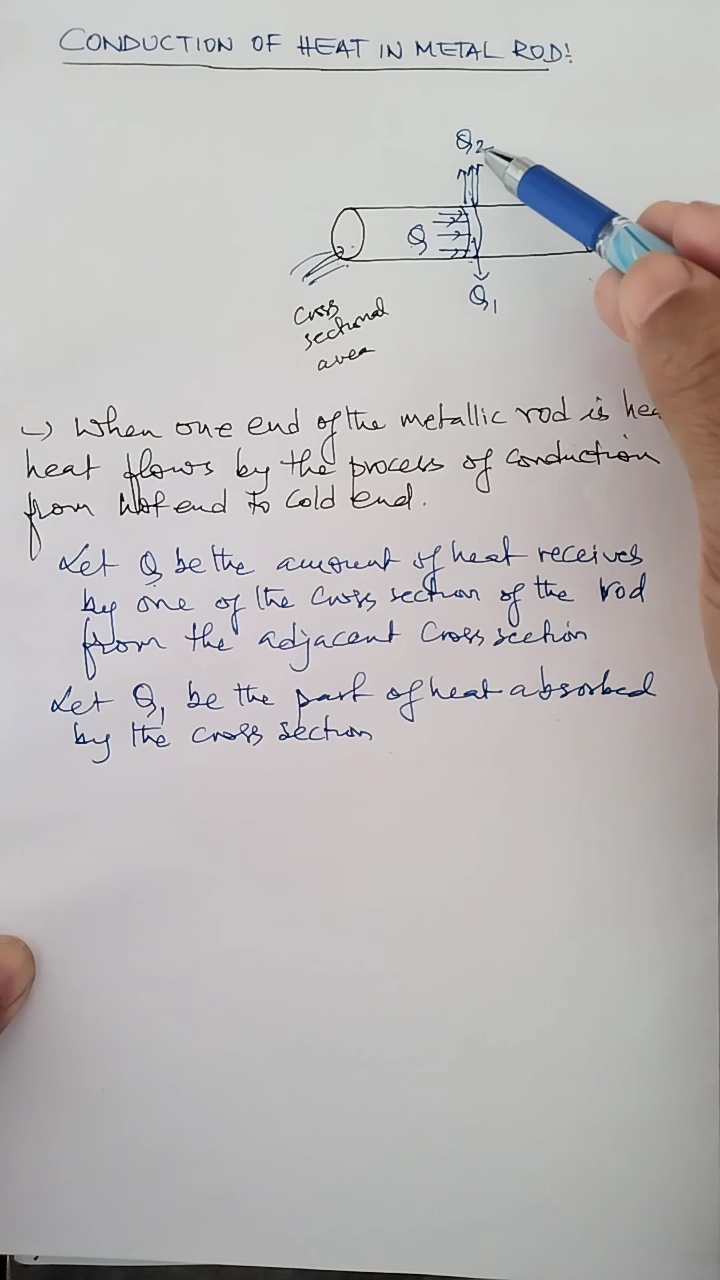 CONDUCTION OF HEAT IN METAL ROD:
Q2
Q
Q1
Cross
sectional
area
→ When one end of the metallic rod is hea
heat flows by the process of conduction
from hot end to cold end.
Let Q be the amount of heat receives
by one of the cross section of the rod
from the adjacent cross section
Let Q1 be the part of heat absorbed
by the cross section